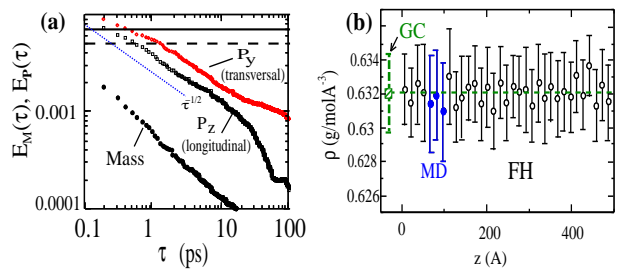 (a)
E_M(τ), E_P(τ)
0.001
0.0001
0.1
1
10
100
τ (ps)
P_y
(transversal)
τ^-1/2
P_z
(longitudinal)
Mass
(b)
GC
ρ (g/molA^-3)
0.634
0.632
0.630
0.628
0.626
MD
FH
0
200
400
z (A)